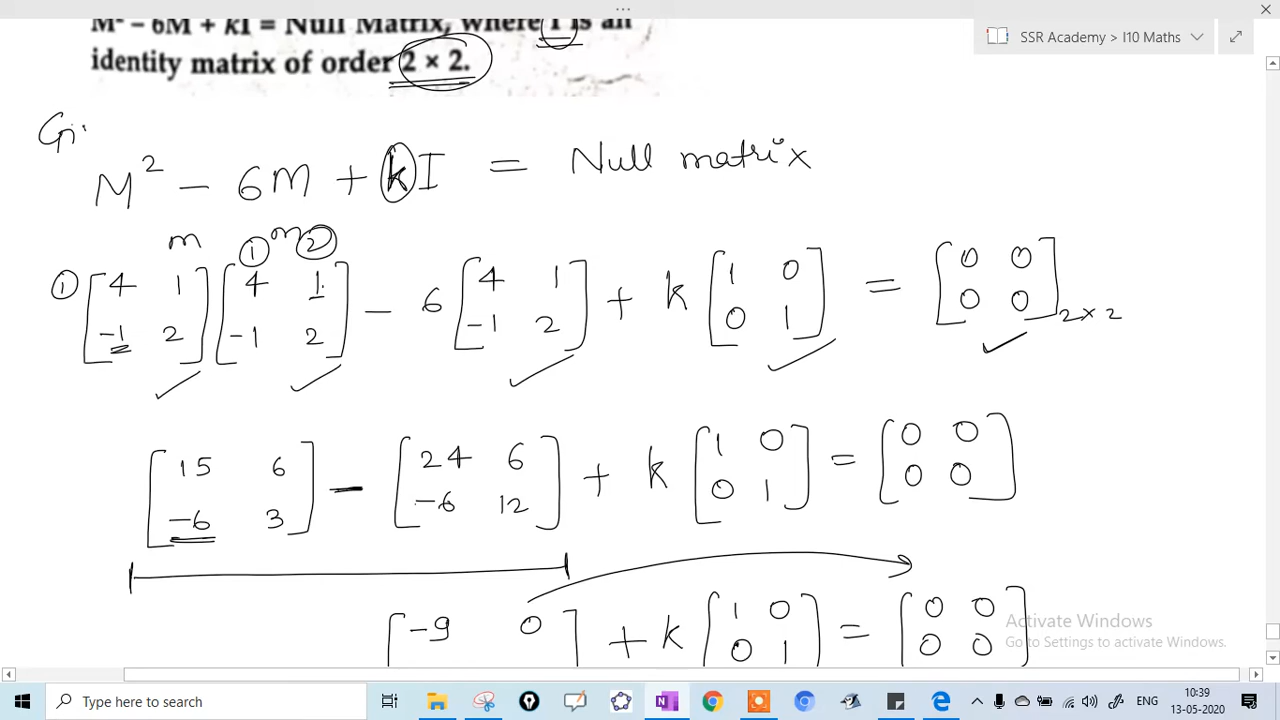 SSR Academy > I10 Maths
M² – 6M + kI = Null Matrix, where I is an
identity matrix of order 2 × 2.
Gi
M² – 6M + kI = Null matrix
m ① m ②
① [4 1 -1 2] [4 1 -1 2] – 6 [4 1 -1 2] + k [1 0 0 1] = [0 0 0 0] 2×2
[15 6 -6 3] – [24 6 -6 12] + k [1 0 0 1] = [0 0 0 0]
[-9 0 + k [1 0 0 1] = [0 0 0 0]
Activate Windows
Go to Settings to activate Windows.
Type here to search
ENG
10:39
13-05-2020